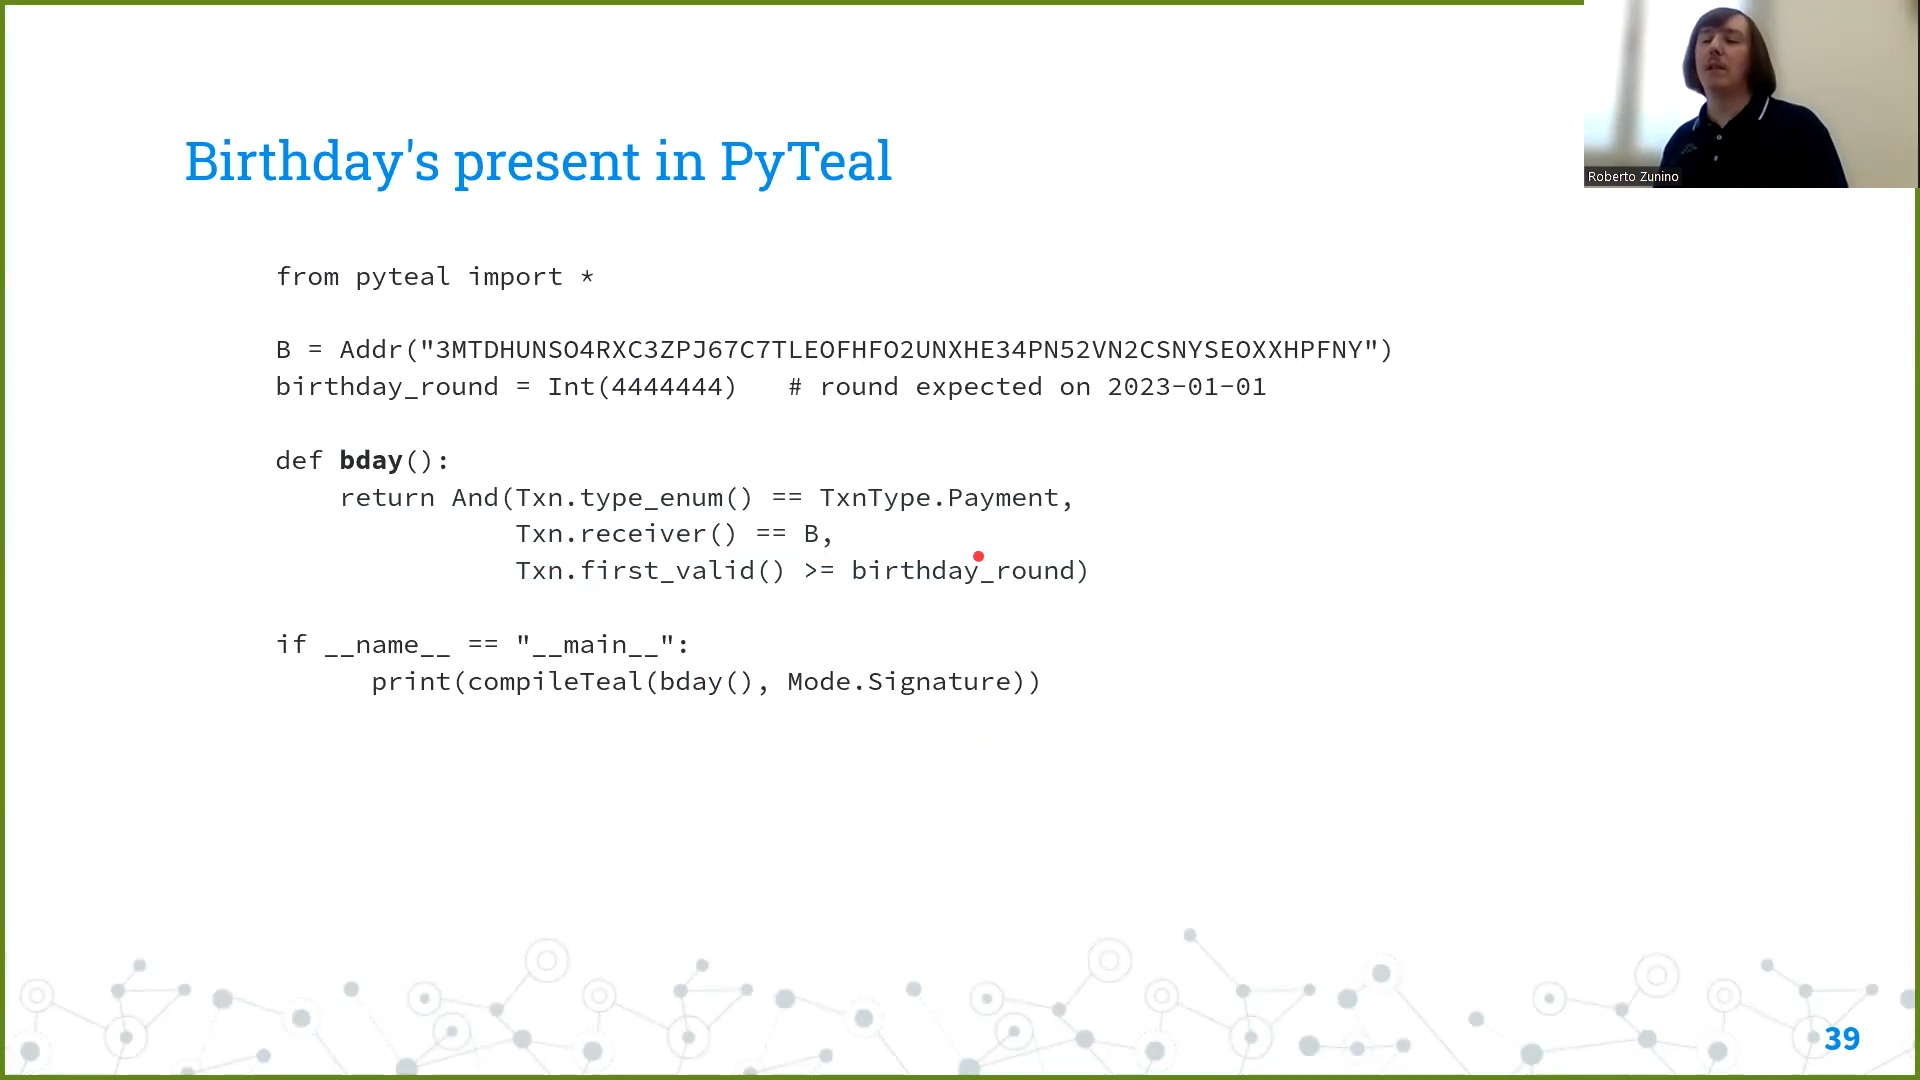 Birthday's present in PyTeal
Roberto Zunino
from pyteal import *
B = Addr("3MTDHUNSO4RXC3ZPJ67C7TLEOFHFO2UNXHE34PN52VN2CSNYSEOXXHPFNY")
birthday_round = Int(4444444)   # round expected on 2023-01-01
def bday():
    return And(Txn.type_enum() == TxnType.Payment,
               Txn.receiver() == B,
               Txn.first_valid() >= birthday_round)
if __name__ == "__main__":
      print(compileTeal(bday(), Mode.Signature))
39